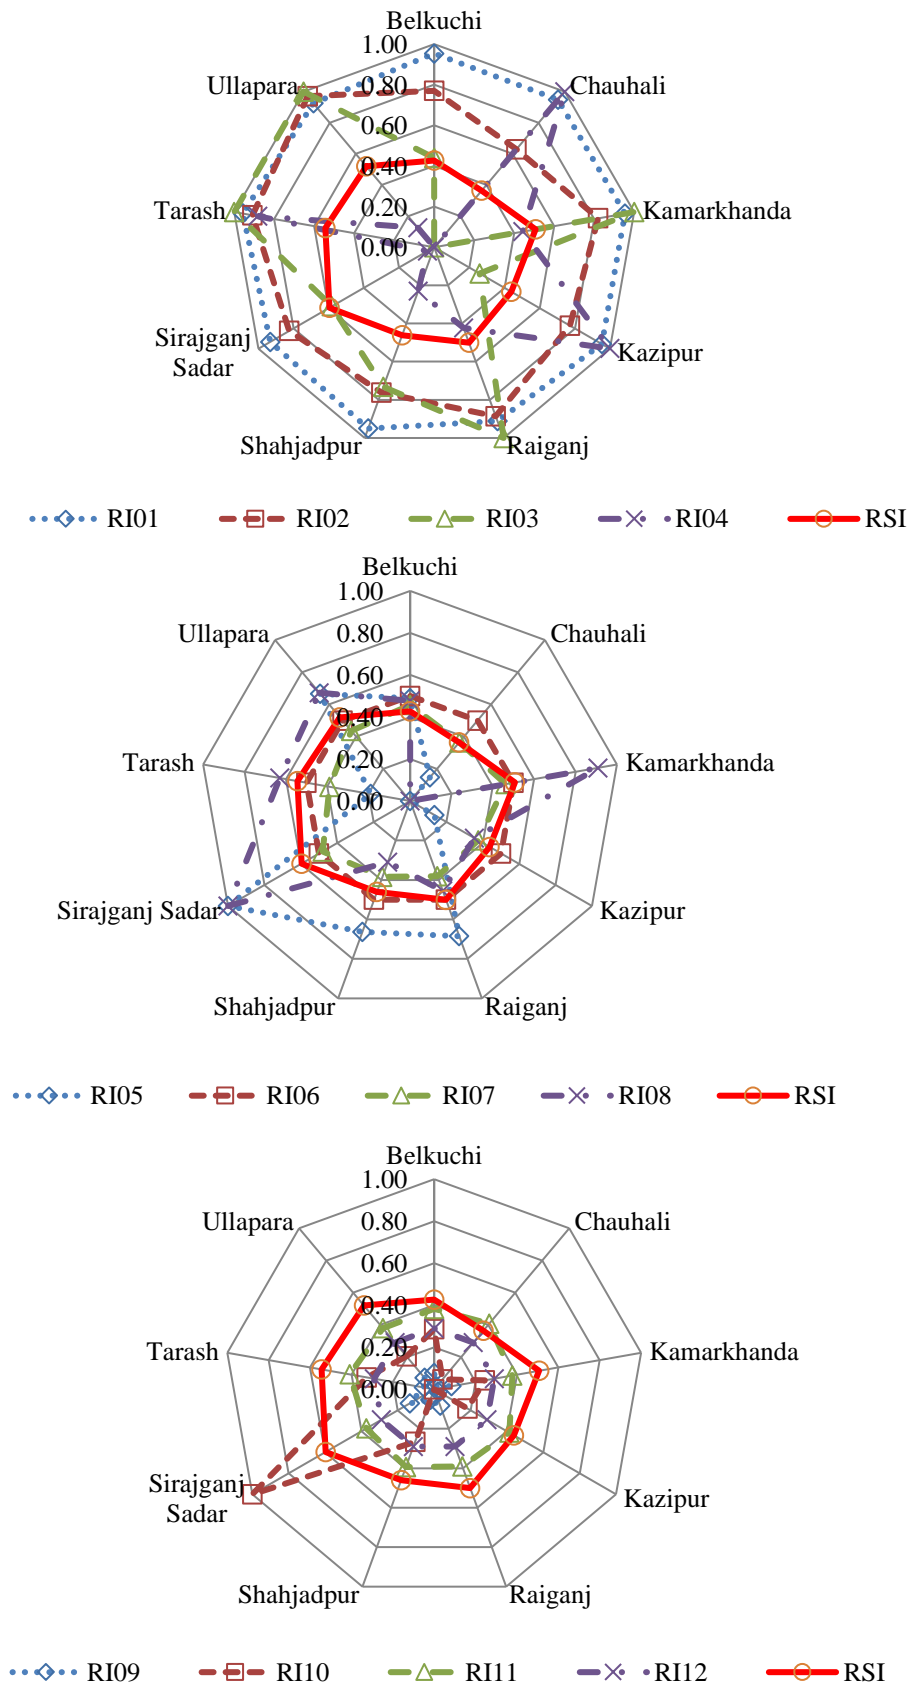 Belkuchi
1.00
Ullapara
Chauhali
0.80
0.60
0.40
Tarash
Kamarkhanda
0.20
0.00
Sirajganj
Sadar
Kazipur
Shahjadpur
Raiganj
RI01 RI02 RI03 RI04 RSI
Belkuchi
1.00
Ullapara
Chauhali
0.80
0.60
0.40
Tarash
Kamarkhanda
0.20
0.00
Sirajganj Sadar
Kazipur
Shahjadpur
Raiganj
RI05 RI06 RI07 RI08 RSI
Belkuchi
1.00
Ullapara
Chauhali
0.80
0.60
0.40
Tarash
Kamarkhanda
0.20
0.00
Sirajganj
Sadar
Kazipur
Shahjadpur
Raiganj
RI09 RI10 RI11 RI12 RSI